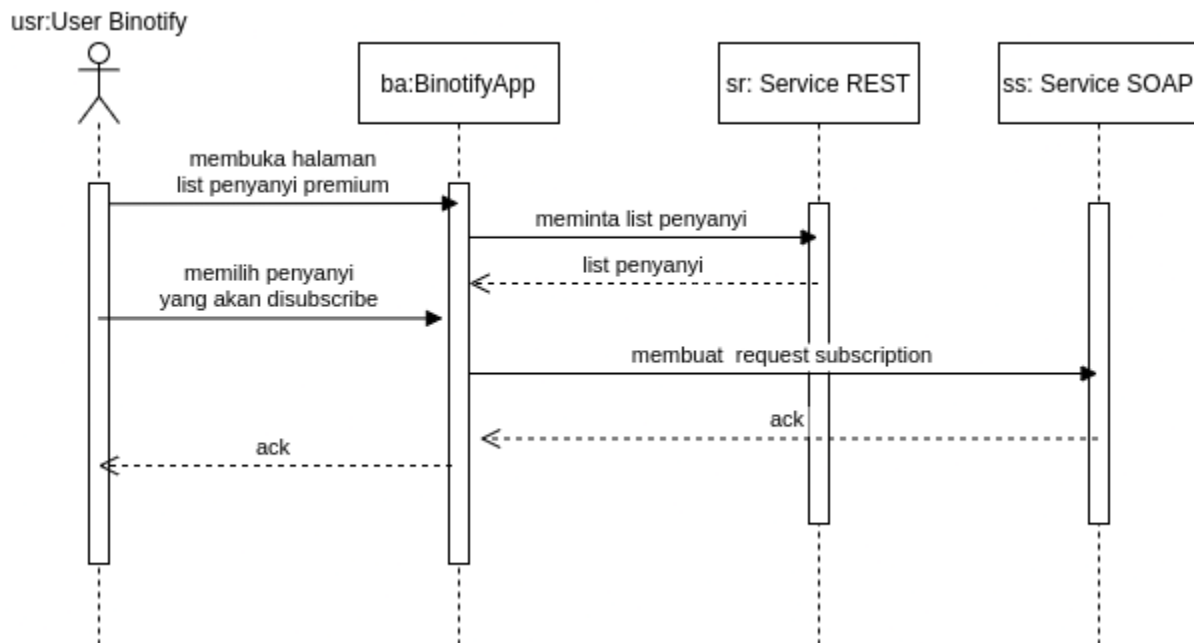 usr:User Binotify
ba:BinotifyApp
sr: Service REST
ss: Service SOAP
membuka halaman
list penyanyi premium
meminta list penyanyi
list penyanyi
memilih penyanyi
yang akan disubscribe
membuat  request subscription
ack
ack